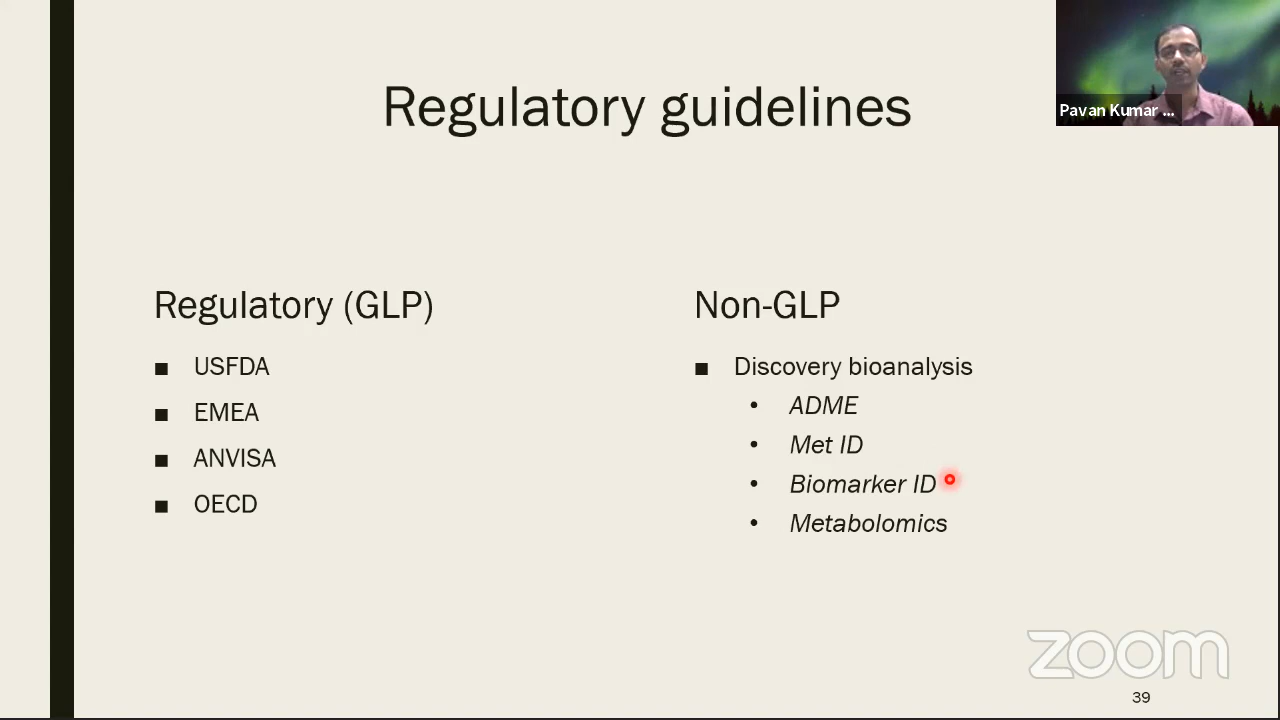 Regulatory guidelines
Pavan Kumar ...
Regulatory (GLP)
■ USFDA
■ EMEA
■ ANVISA
■ OECD
Non-GLP
■ Discovery bioanalysis
• ADME
• Met ID
• Biomarker ID
• Metabolomics
zoom
39